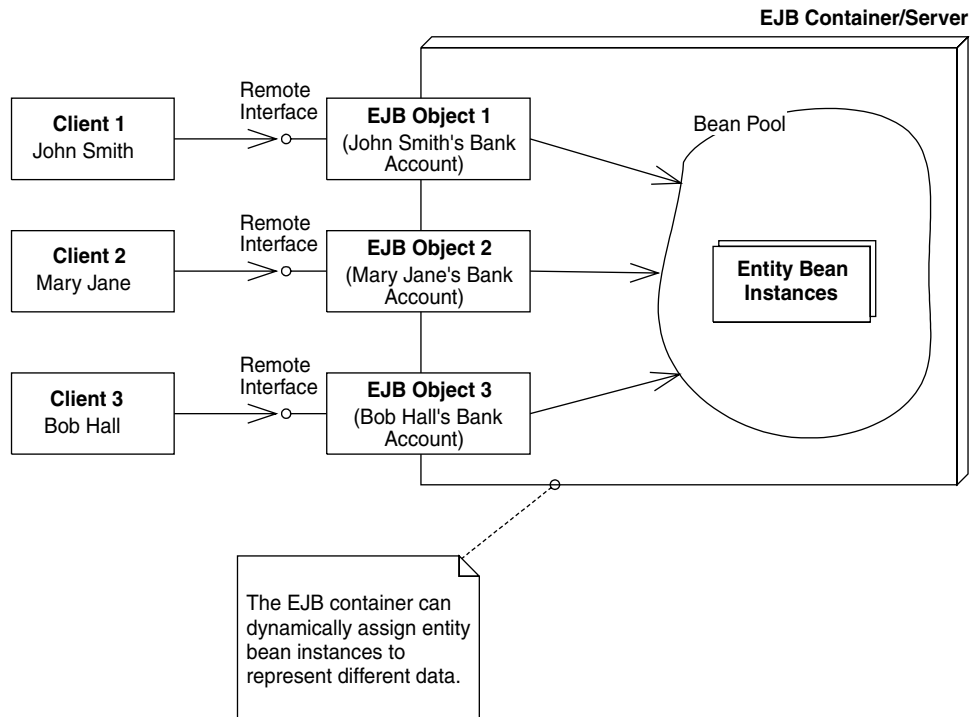 EJB Container/Server
Remote
Interface
Client 1
John Smith
EJB Object 1
(John Smith's Bank
Account)
Bean Pool
Remote
Interface
Client 2
Mary Jane
EJB Object 2
(Mary Jane's Bank
Account)
Entity Bean
Instances
Remote
Interface
Client 3
Bob Hall
EJB Object 3
(Bob Hall's Bank
Account)
The EJB container can
dynamically assign entity
bean instances to
represent different data.